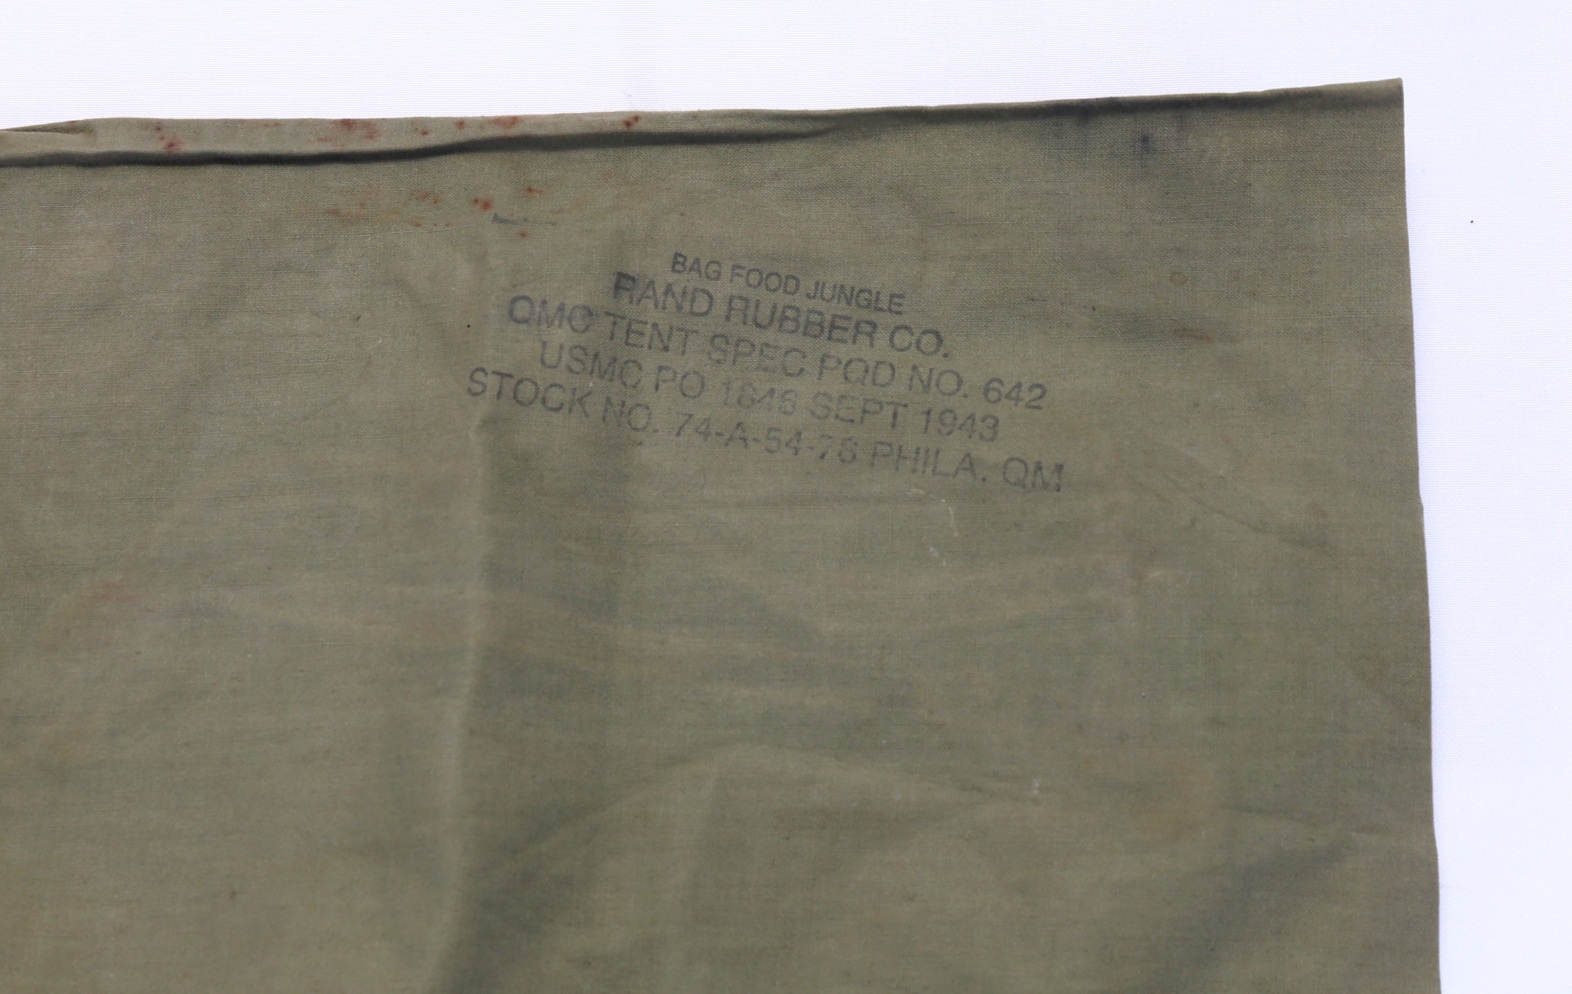 BAG FOOD JUNGLE
RAND RUBBER CO.
QMC TENT SPEC PQD NO. 642
USMC PO 1846 SEPT 1943
STOCK NO. 74-A-54-78 PHILA. QM